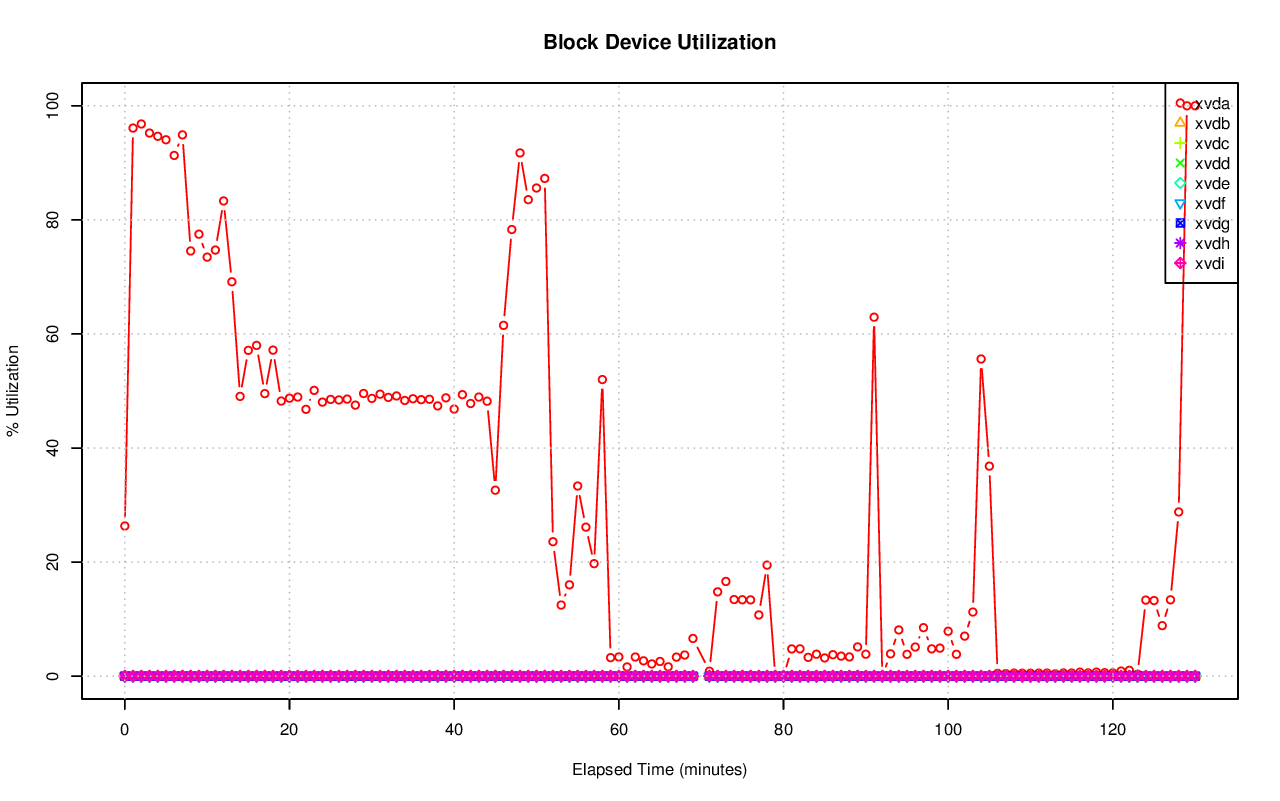 Block Device Utilization
% Utilization
100
80
60
40
20
0
xvda
xvdb
xvdc
xvdd
xvde
xvdf
xvdg
xvdh
xvdi
0 20 40 60 80 100 120
Elapsed Time (minutes)